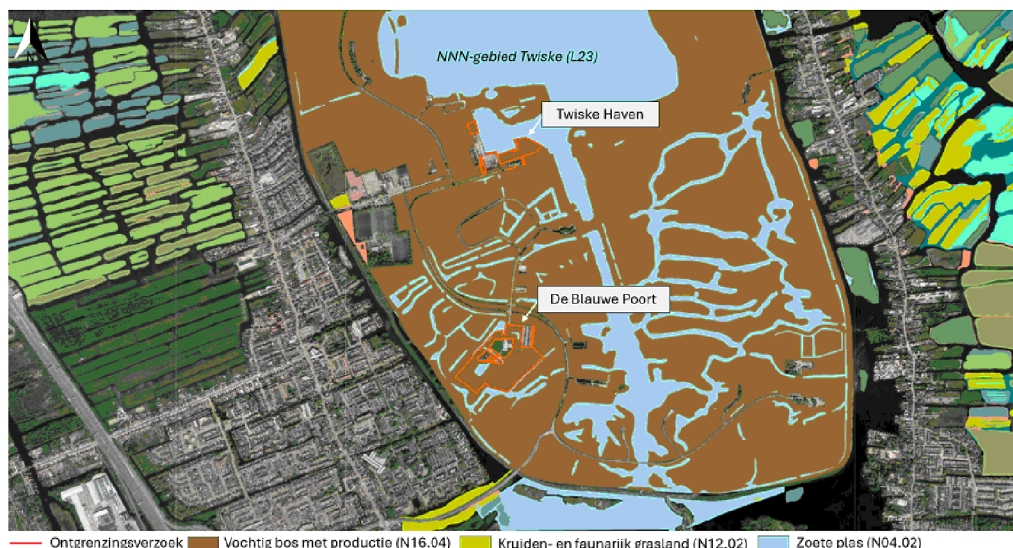 NNN-gebied Twiske (L23)
Twiske Haven
De Blauwe Poort
Ontgrenzingsverzoek Vochtig bos met productie (N16.04) Kruiden- en faunarijk grasland (N12.02) Zoete plas (N04.02)